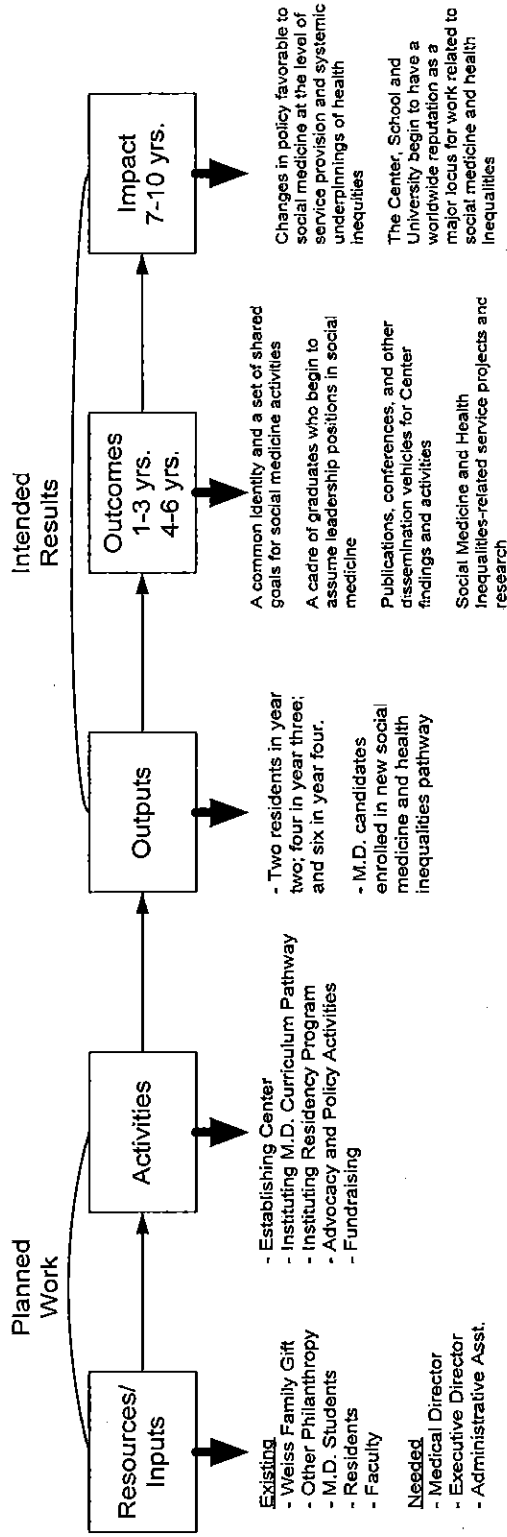 Planned
Work
Intended
Results
Resources/
Inputs
Activities
Outputs
Outcomes
1-3 yrs.
4-6 yrs.
Impact
7-10 yrs.
Existing
- Weiss Family Gift
- Other Philanthropy
- M.D. Students
- Residents
- Faculty
Needed
- Medical Director
- Executive Director
- Administrative Asst.
- Establishing Center
- Instituting M.D. Curriculum Pathway
- Instituting Residency Program
- Advocacy and Policy Activities
- Fundraising
- Two residents in year
two; four in year three;
and six in year four.
- M.D. candidates
enrolled in new social
medicine and health
inequalities pathway
A common identity and a set of shared
goals for social medicine activities
A cadre of graduates who begin to
assume leadership positions in social
medicine
Publications, conferences, and other
dissemination vehicles for Center
findings and activities
Social Medicine and Health
Inequalities-related service projects and
research
Changes in policy favorable to
social medicine at the level of
service provision and systemic
underpinnings of health
inequities
The Center, School and
University begin to have a
worldwide reputation as a
major locus for work related to
social medicine and health
Inequalities